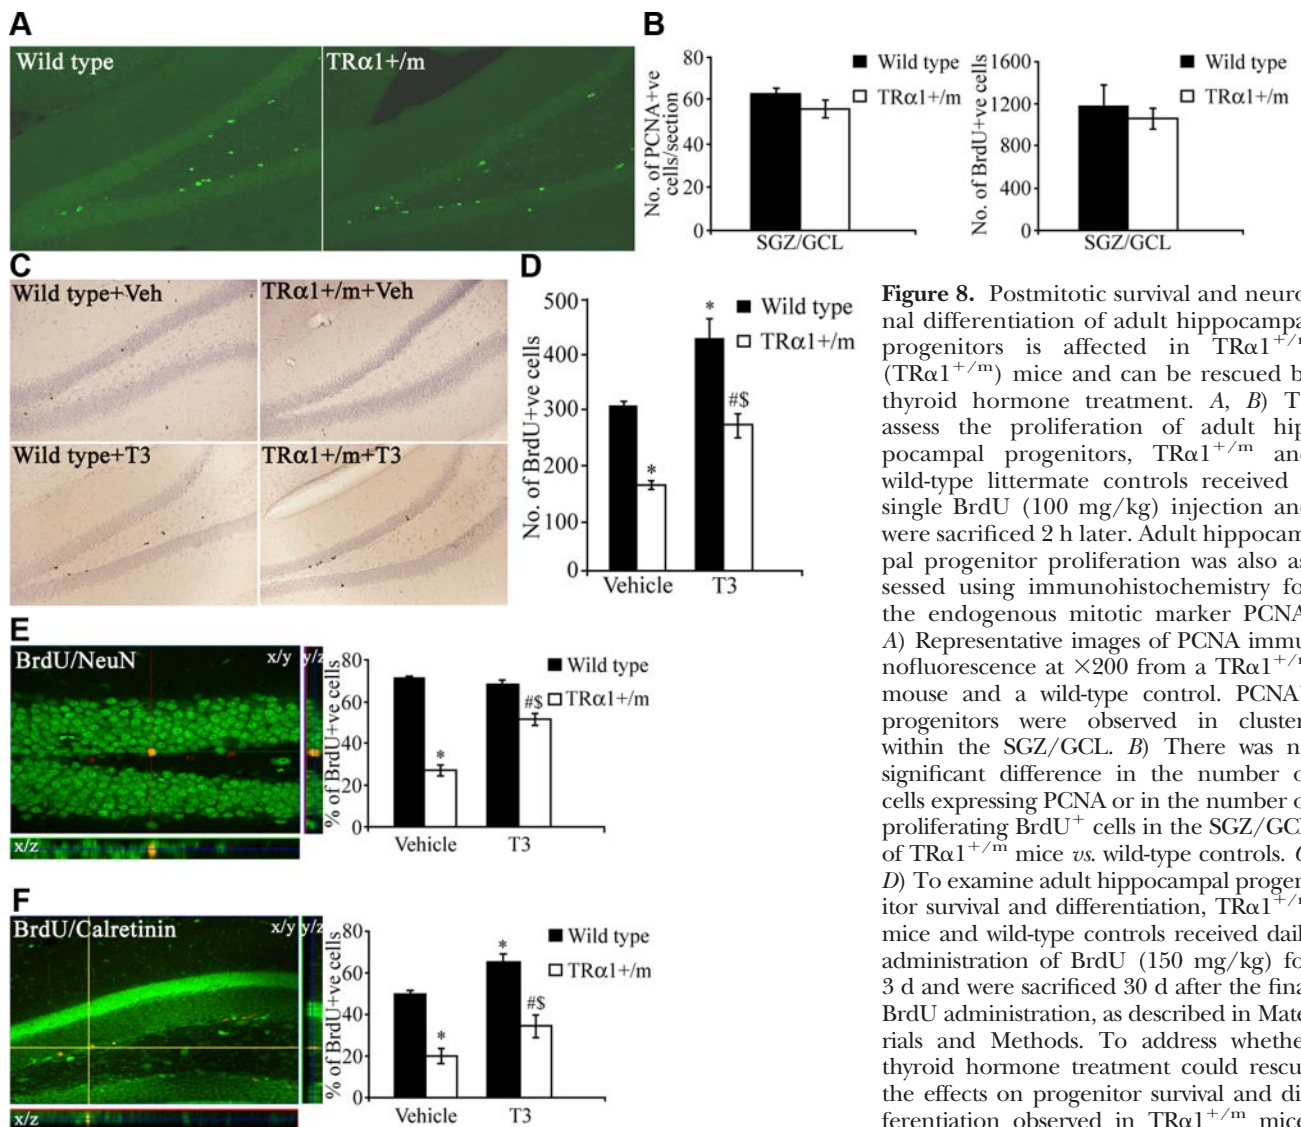 A
Wild type
TRα1+/m
B
80
60
40
20
0
No. of PCNA+ve
cells/section
Wild type
TRα1+/m
SGZ/GCL
1600
1200
800
400
0
No. of BrdU+ve cells
Wild type
TRα1+/m
SGZ/GCL
C
Wild type+Veh
TRα1+/m+Veh
Wild type+T3
TRα1+/m+T3
D
500
400
300
200
100
0
No. of BrdU+ve cells
Wild type
TRα1+/m
*
*
#$
Vehicle
T3
E
BrdU/NeuN
x/y
y/z
x/z
80
60
40
20
0
% of BrdU+ve cells
Wild type
TRα1+/m
*
#$
Vehicle
T3
F
BrdU/Calretinin
x/y
y/z
x/z
80
60
40
20
0
% of BrdU+ve cells
Wild type
TRα1+/m
*
*
#$
Vehicle
T3
Figure 8. Postmitotic survival and neuro
nal differentiation of adult hippocampa
progenitors is affected in TRα1+/m
(TRα1+/m) mice and can be rescued b
thyroid hormone treatment. A, B) T
assess the proliferation of adult hip
pocampal progenitors, TRα1+/m an
wild-type littermate controls received
single BrdU (100 mg/kg) injection and
were sacrificed 2 h later. Adult hippocam
pal progenitor proliferation was also as
sessed using immunohistochemistry fo
the endogenous mitotic marker PCNA
A) Representative images of PCNA immu
nofluorescence at ×200 from a TRα1+/m
mouse and a wild-type control. PCNA
progenitors were observed in cluster
within the SGZ/GCL. B) There was n
significant difference in the number o
cells expressing PCNA or in the number o
proliferating BrdU+ cells in the SGZ/GC
of TRα1+/m mice vs. wild-type controls.
D) To examine adult hippocampal progen
itor survival and differentiation, TRα1+/m
mice and wild-type controls received dail
administration of BrdU (150 mg/kg) fo
3 d and were sacrificed 30 d after the fina
BrdU administration, as described in Mate
rials and Methods. To address whethe
thyroid hormone treatment could rescu
the effects on progenitor survival and di
ferentiation observed in TRα1+/m mice